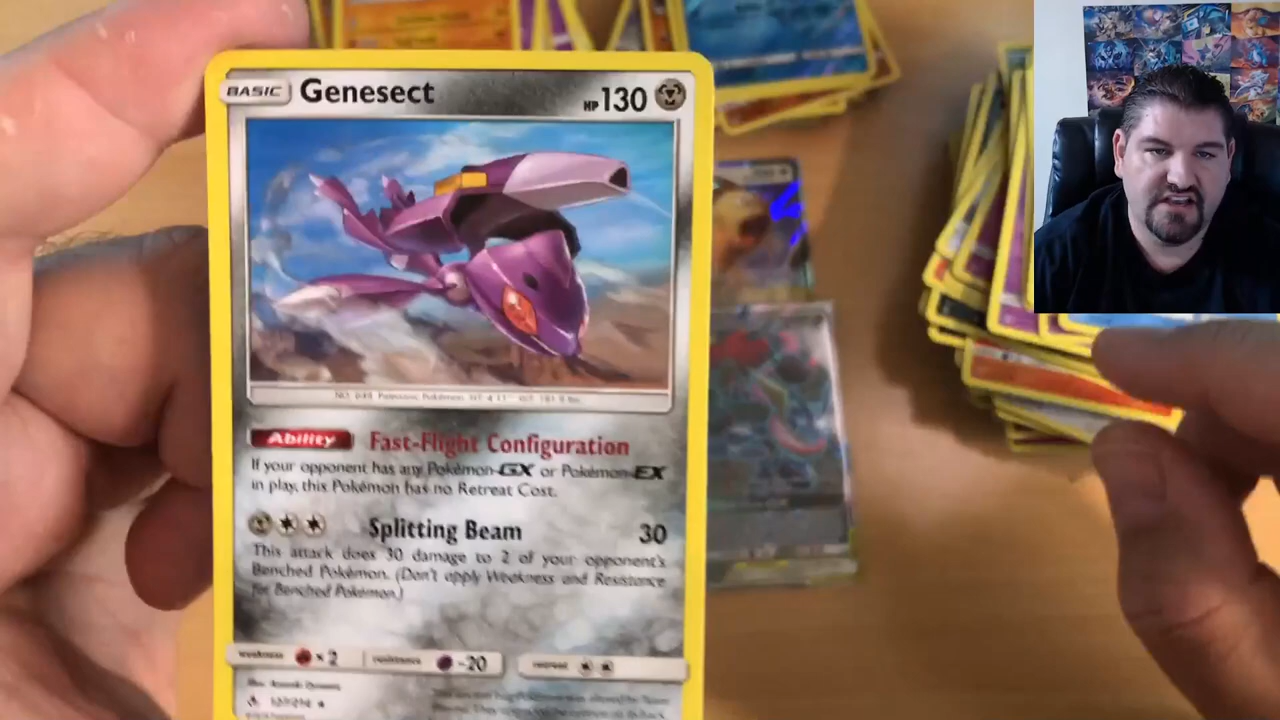 BASIC Genesect HP 130
Ability Fast-Flight Configuration
If your opponent has any Pokémon-GX or Pokémon-EX
in play, this Pokémon has no Retreat Cost.
Splitting Beam 30
This attack does 30 damage to 2 of your opponent's
Benched Pokémon. (Don't apply Weakness and Resistance
for Benched Pokémon.)
weakness ×2 resistance -20 retreat